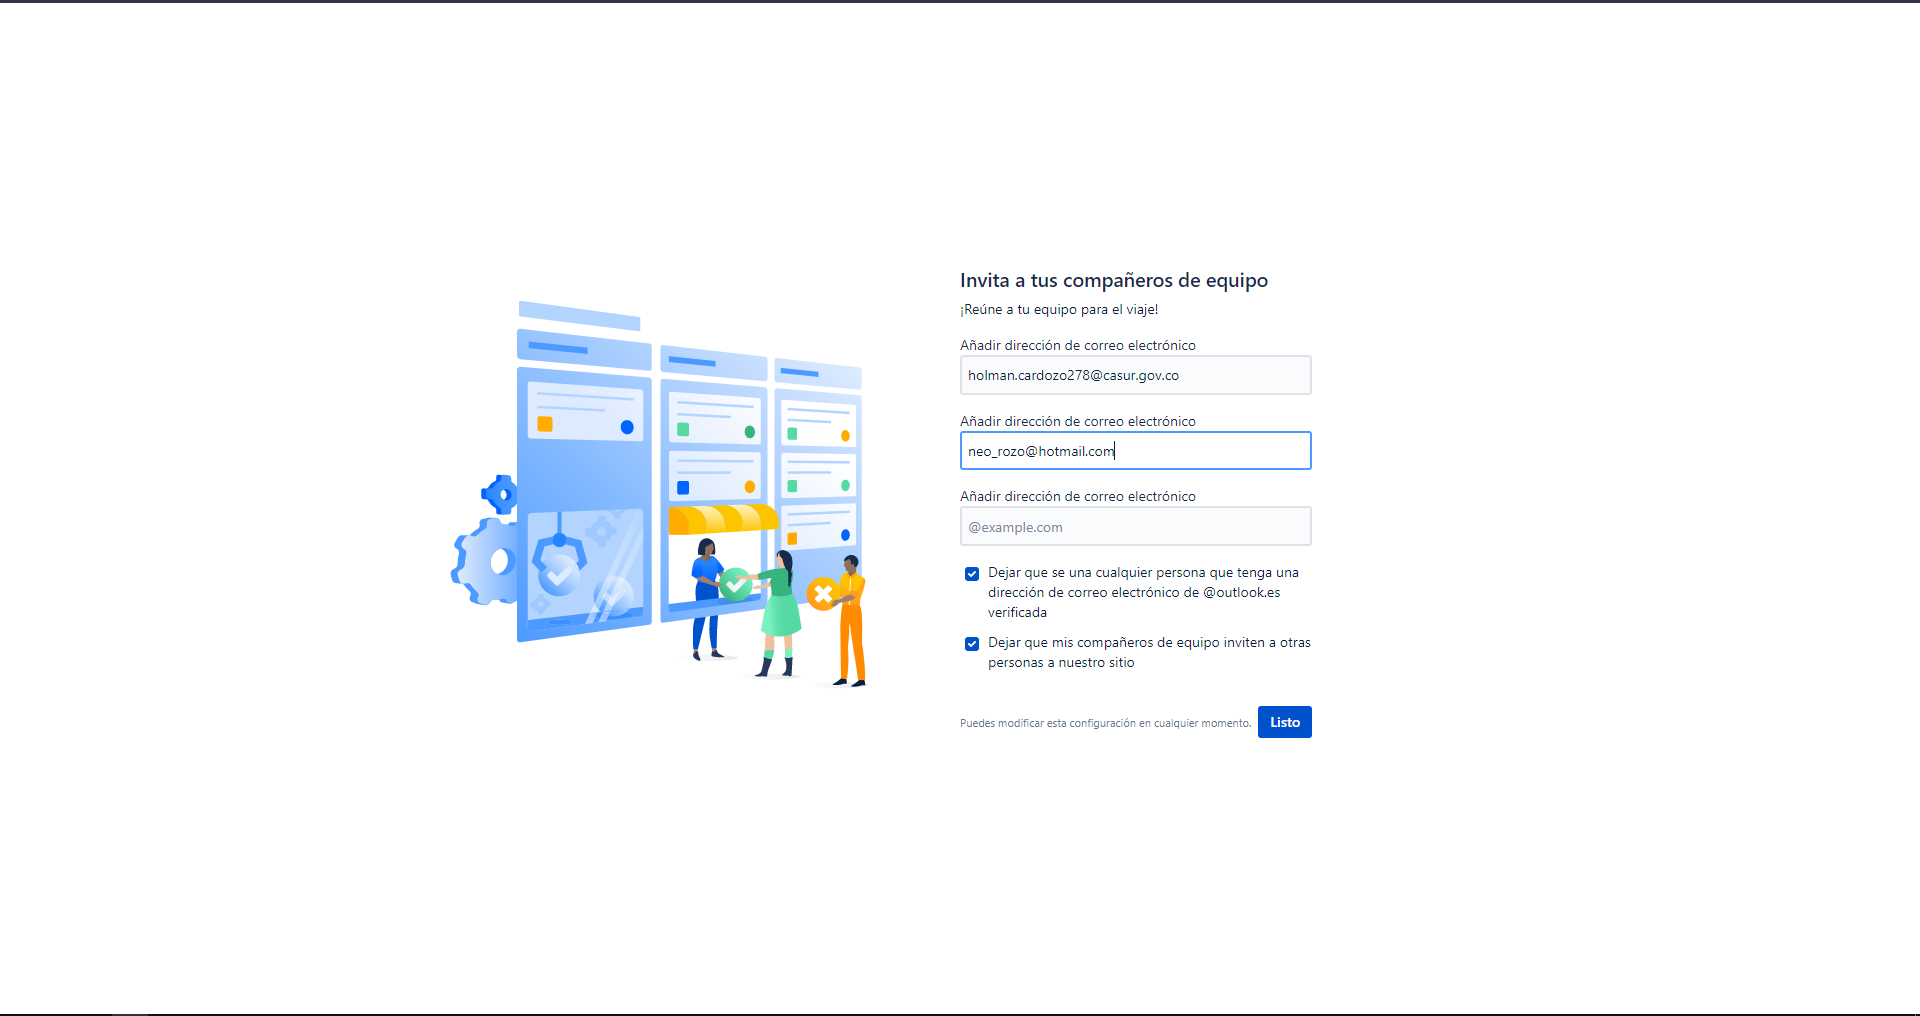 Invita a tus compañeros de equipo
¡Reúne a tu equipo para el viaje!
Añadir dirección de correo electrónico
holman.cardozo278@casur.gov.co
Añadir dirección de correo electrónico
neo_rozo@hotmail.com
Añadir dirección de correo electrónico
@example.com
Dejar que se una cualquier persona que tenga una
dirección de correo electrónico de @outlook.es
verificada
Dejar que mis compañeros de equipo inviten a otras
personas a nuestro sitio
Puedes modificar esta configuración en cualquier momento.
Listo